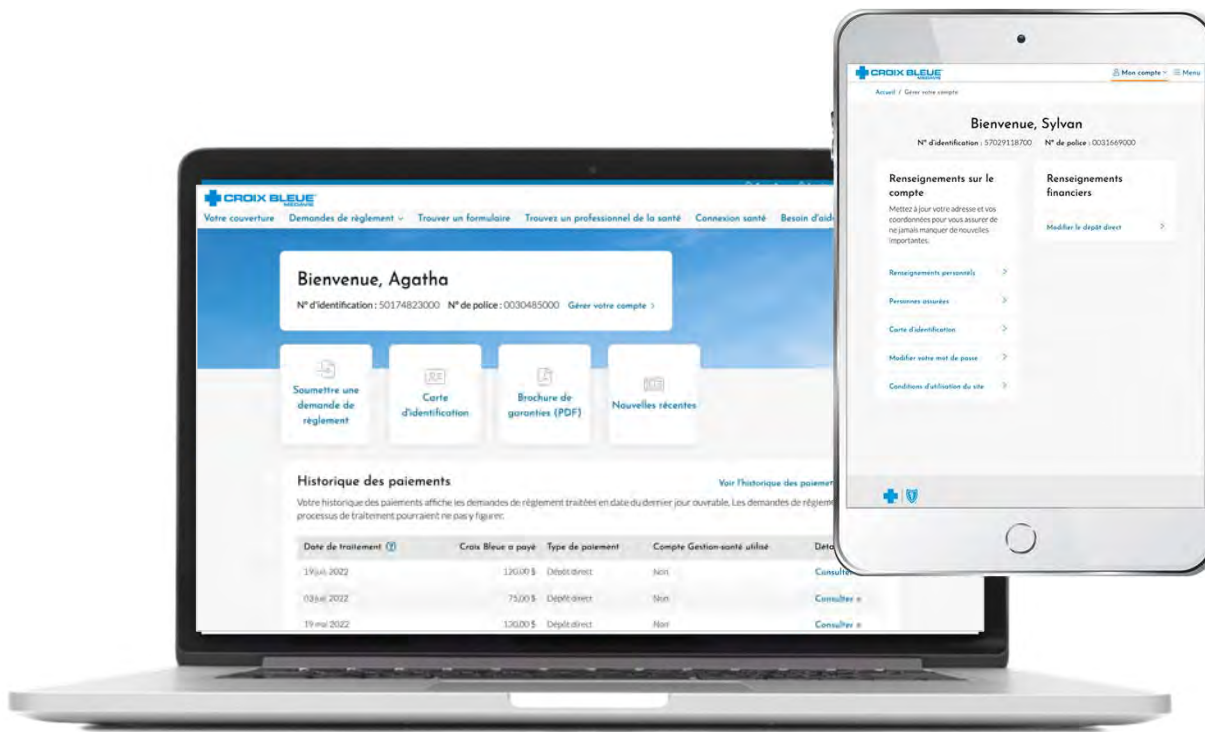 CROIX BLEUE
MEDAVIE
Votre couverture Demandes de règlement Trouver un formulaire Trouvez un professionnel de la santé Connexion santé Besoin d'aide
Bienvenue, Agatha
N° d'identification : 50174823000 N° de police : 0030485000 Gérer votre compte >
Soumettre une
demande de
règlement
Carte
d'identification
Brochure de
garanties (PDF)
Nouvelles récentes
Historique des paiements
Voir l'historique des paiement
Votre historique des paiements affiche les demandes de règlement traitées en date du dernier jour ouvrable. Les demandes de règlem
processus de traitement pourraient ne pas y figurer.
Date de traitement Croix Bleue a payé Type de paiement Compte Gestion-santé utilisé Déta
19 jui 2022 120,00 $ Dépôt direct Non Consulter
03 jui 2022 75,00 $ Dépôt direct Non Consulter
19 mai 2022 130,00 $ Dépôt direct Non Consulter
CROIX BLEUE
MEDAVIE
Mon compte Menu
Accueil / Gérer votre compte
Bienvenue, Sylvan
N° d'identification : 57029118700 N° de police : 0031669000
Renseignements sur le
compte
Mettez à jour votre adresse et vos
coordonnées pour vous assurer de
ne jamais manquer de nouvelles
importantes.
Renseignements personnels >
Personnes assurées >
Carte d'identification >
Modifier votre mot de passe >
Conditions d'utilisation du site >
Renseignements
financiers
Modifier le dépôt direct >